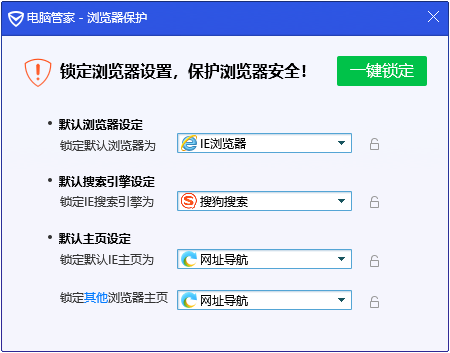 电脑管家 - 浏览器保护
锁定浏览器设置，保护浏览器安全！
一键锁定
• 默认浏览器设定
锁定默认浏览器为 IE浏览器
• 默认搜索引擎设定
锁定IE搜索引擎为 搜狗搜索
• 默认主页设定
锁定默认IE主页为 网址导航
锁定其他浏览器主页 网址导航